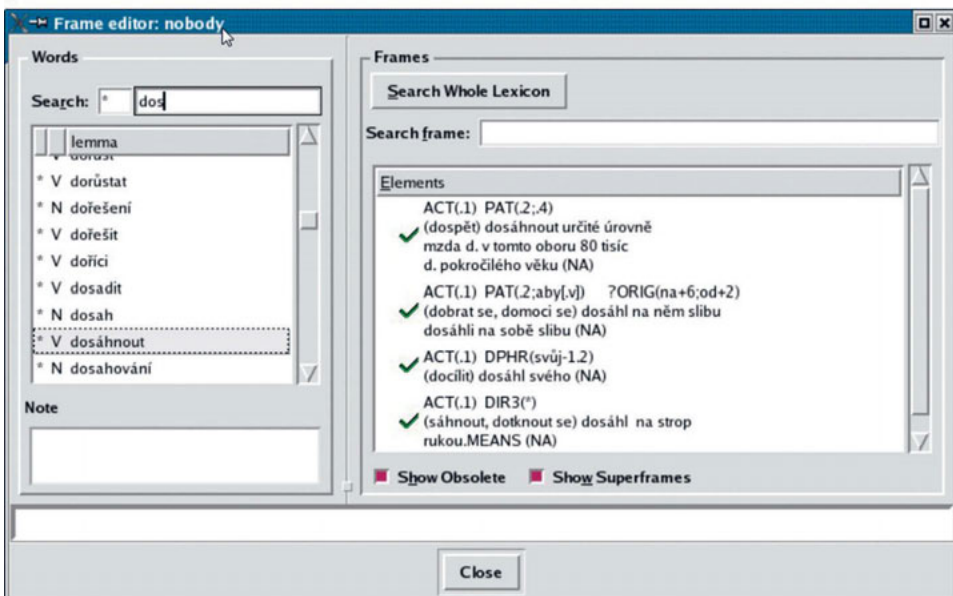 Frame editor: nobody
Words
Search: * dos
lemma
* V dorůst
* V dorůstat
* N dořešení
* V dořešit
* V doříci
* V dosadit
* N dosah
* V dosáhnout
* N dosahování
Note
Frames
Search Whole Lexicon
Search frame:
Elements
ACT(.1) PAT(.2;.4)
(dospět) dosáhnout určité úrovně
mzda d. v tomto oboru 80 tisíc
d. pokročilého věku (NA)
ACT(.1) PAT(.2;aby[.v]) ?ORIG(na+6;od+2)
(dobrat se, domoci se) dosáhl na něm slibu
dosáhli na sobě slibu (NA)
ACT(.1) DPHR(svůj-1.2)
(docílit) dosáhl svého (NA)
ACT(.1) DIR3(*)
(sáhnout, dotknout se) dosáhl na strop
rukou.MEANS (NA)
Show Obsolete
Show Superframes
Close